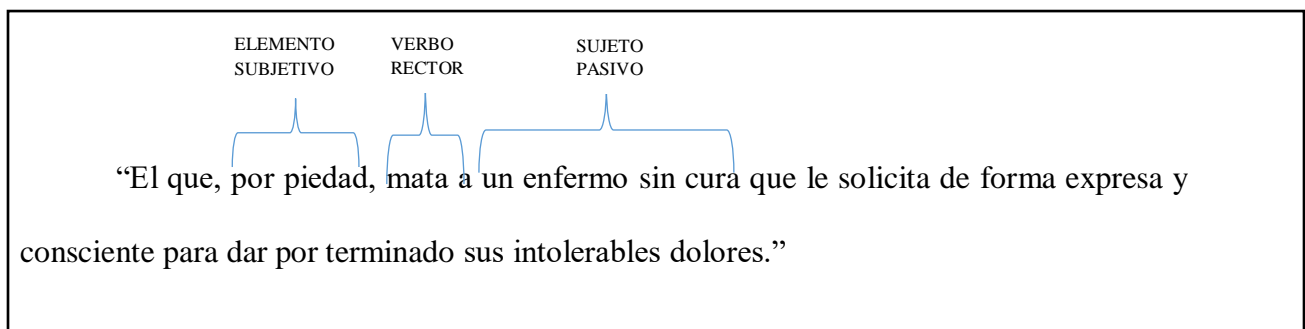 ELEMENTO VERBO SUJETO
SUBJETIVO RECTOR PASIVO
“El que, por piedad, mata a un enfermo sin cura que le solicita de forma expresa y
consciente para dar por terminado sus intolerables dolores.”